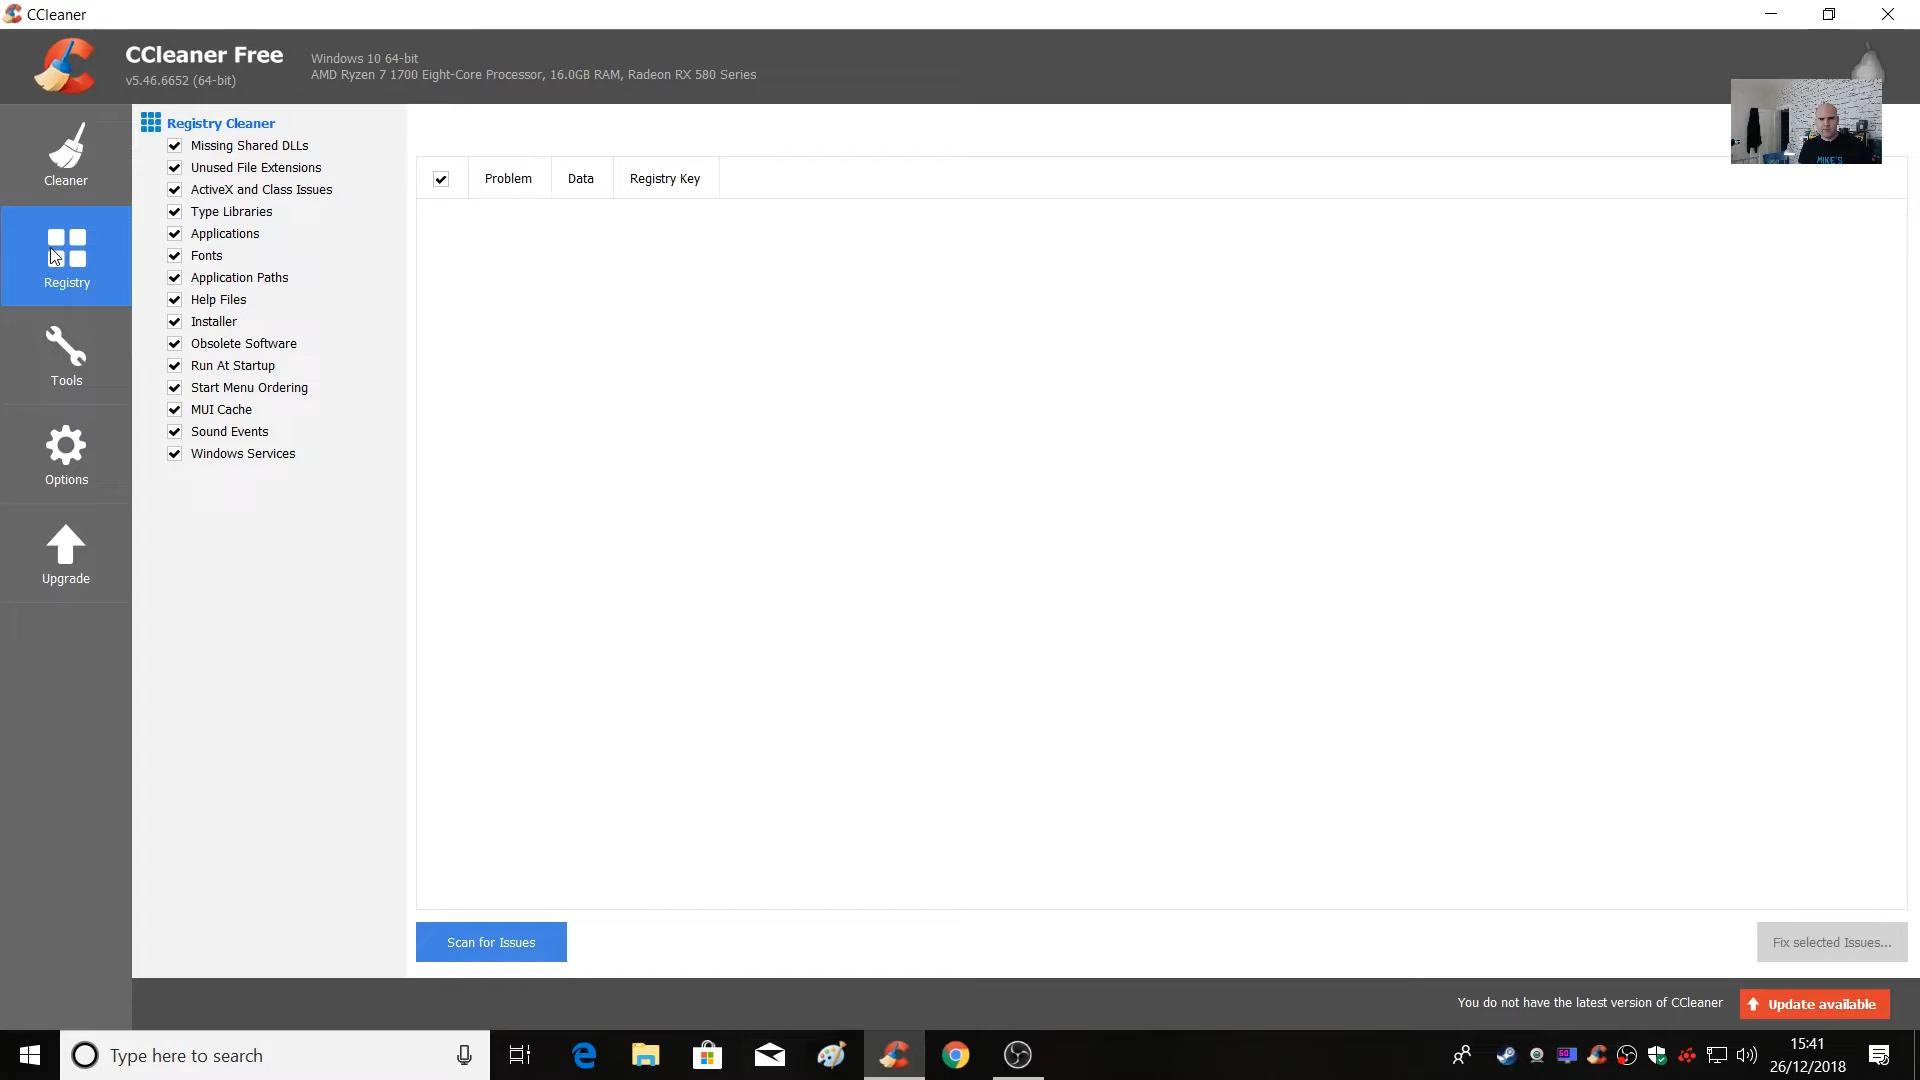 CCleaner
CCleaner Free
v5.46.6652 (64-bit)
Windows 10 64-bit
AMD Ryzen 7 1700 Eight-Core Processor, 16.0GB RAM, Radeon RX 580 Series
Cleaner
Registry
Tools
Options
Upgrade
Registry Cleaner
Missing Shared DLLs
Unused File Extensions
ActiveX and Class Issues
Type Libraries
Applications
Fonts
Application Paths
Help Files
Installer
Obsolete Software
Run At Startup
Start Menu Ordering
MUI Cache
Sound Events
Windows Services
Problem Data Registry Key
MIKE'S
Scan for Issues
Fix selected Issues...
You do not have the latest version of CCleaner
Update available
Type here to search
15:41
26/12/2018